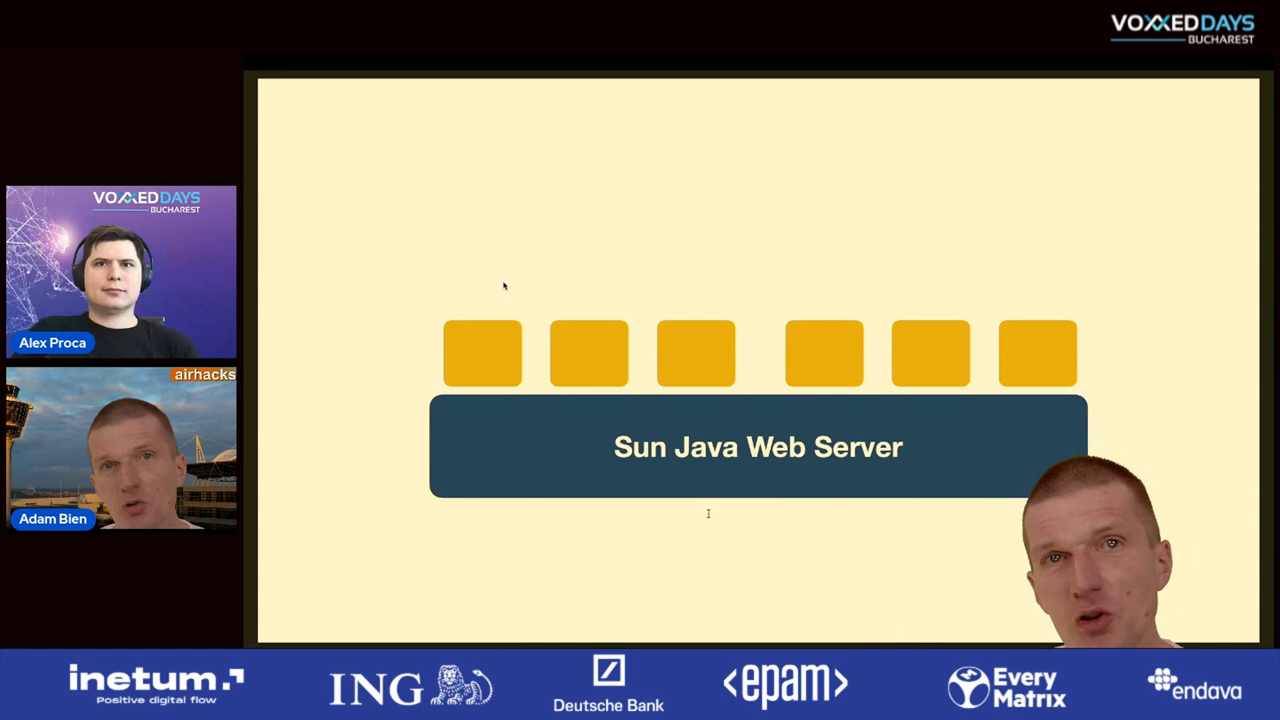 VOXXEDDAYS
BUCHAREST
VOXXEDDAYS
BUCHAREST
Alex Proca
airhacks
Adam Bien
Sun Java Web Server
inetum.
Positive digital flow
ING
Deutsche Bank
<epam>
Every
Matrix
endava